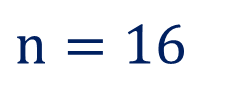 n = 16